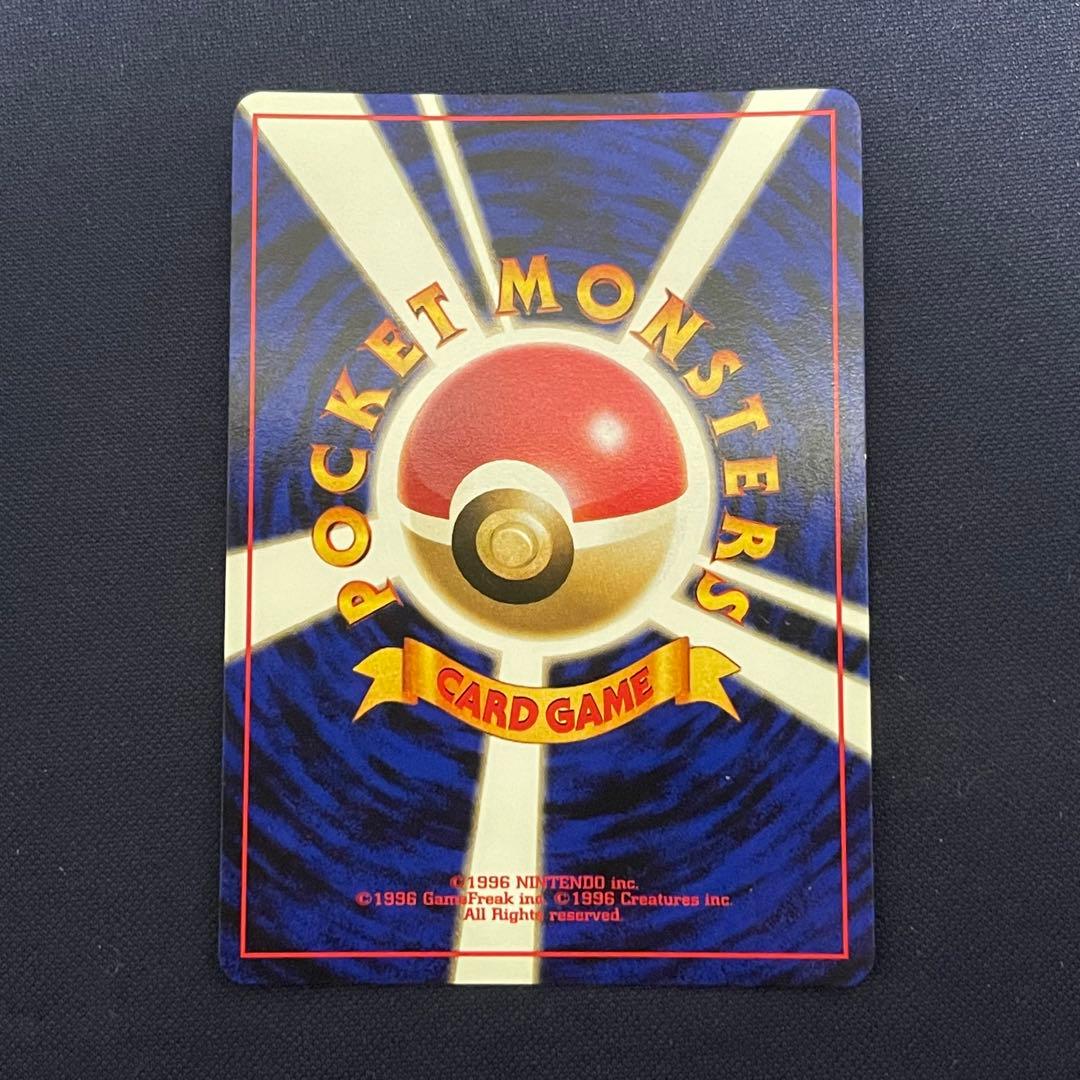 POCKET MONSTERS
CARD GAME
©1996 NINTENDO inc.
©1996 GameFreak inc. ©1996 Creatures inc.
All Rights reserved.